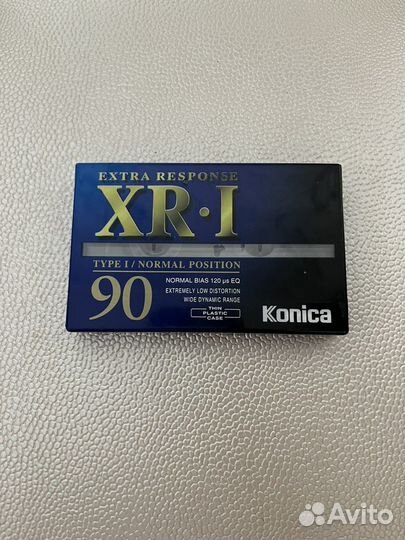 EXTRA RESPONSE
XR·I
TYPE I / NORMAL POSITION
90
NORMAL BIAS 120 µs EQ
EXTREMELY LOW DISTORTION
WIDE DYNAMIC RANGE
THIN
PLASTIC
CASE
Konica
Avito